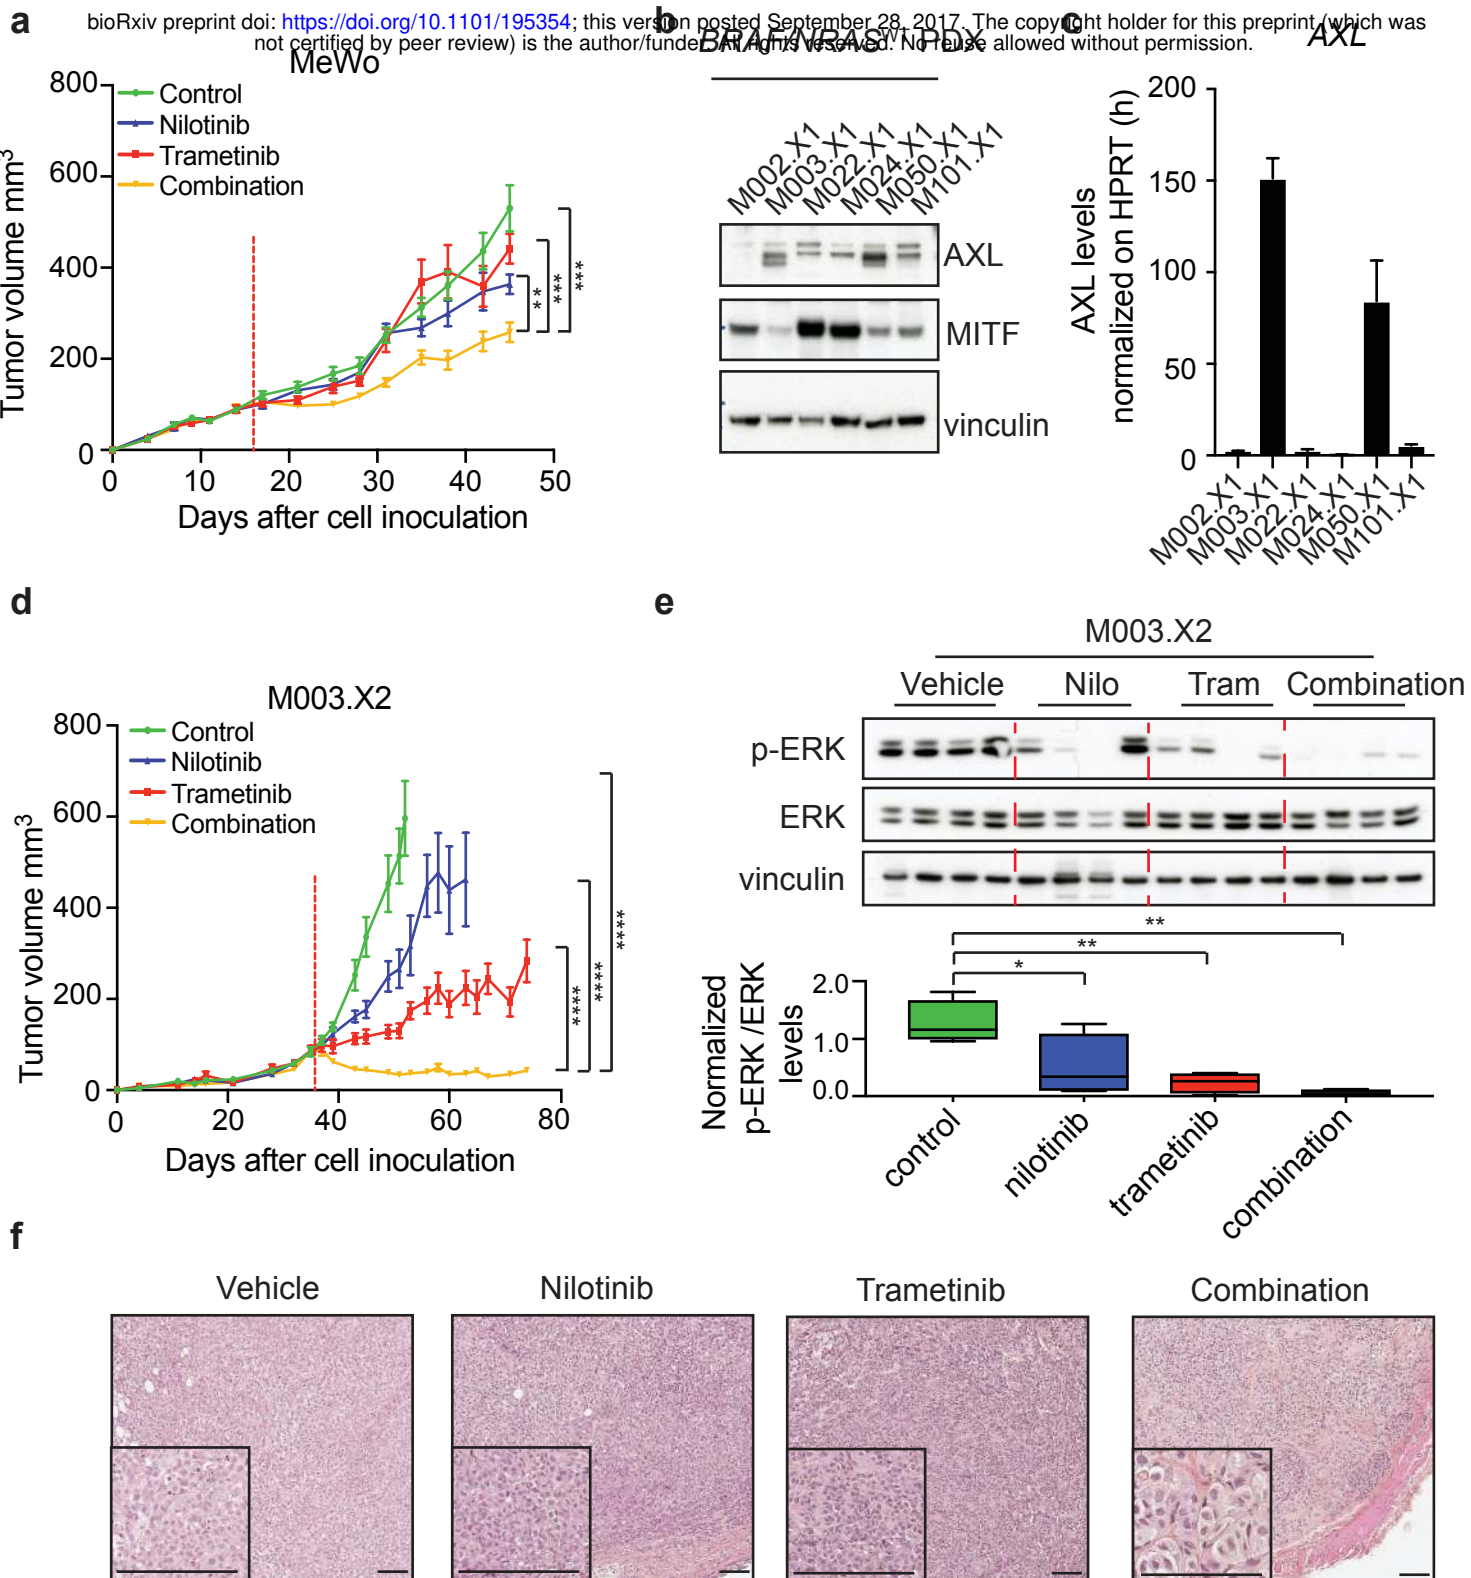 a
bioRxiv preprint doi: https://doi.org/10.1101/195354; this version posted September 28, 2017. The copyright holder for this preprint (which was
not certified by peer review) is the author/funder. All rights reserved. No reuse allowed without permission.
MeWo
800
600
400
200
0
Tumor volume mm3
Control
Nilotinib
Trametinib
Combination
**
***
***
0 10 20 30 40 50
Days after cell inoculation
b
BRAF/NRAS PDX
M002.X1
M003.X1
M022.X1
M024.X1
M050.X1
M101.X1
AXL
MITF
vinculin
c
AXL
AXL levels
normalized on HPRT (h)
200
150
100
50
0
M002.X1
M003.X1
M022.X1
M024.X1
M050.X1
M101.X1
d
M003.X2
800
600
400
200
0
Tumor volume mm3
Control
Nilotinib
Trametinib
Combination
****
****
****
0 20 40 60 80
Days after cell inoculation
e
M003.X2
Vehicle Nilo Tram Combination
p-ERK
ERK
vinculin
**
**
*
Normalized
p-ERK /ERK
levels
2.0
1.0
0.0
control
nilotinib
trametinib
combination
f
Vehicle Nilotinib Trametinib Combination